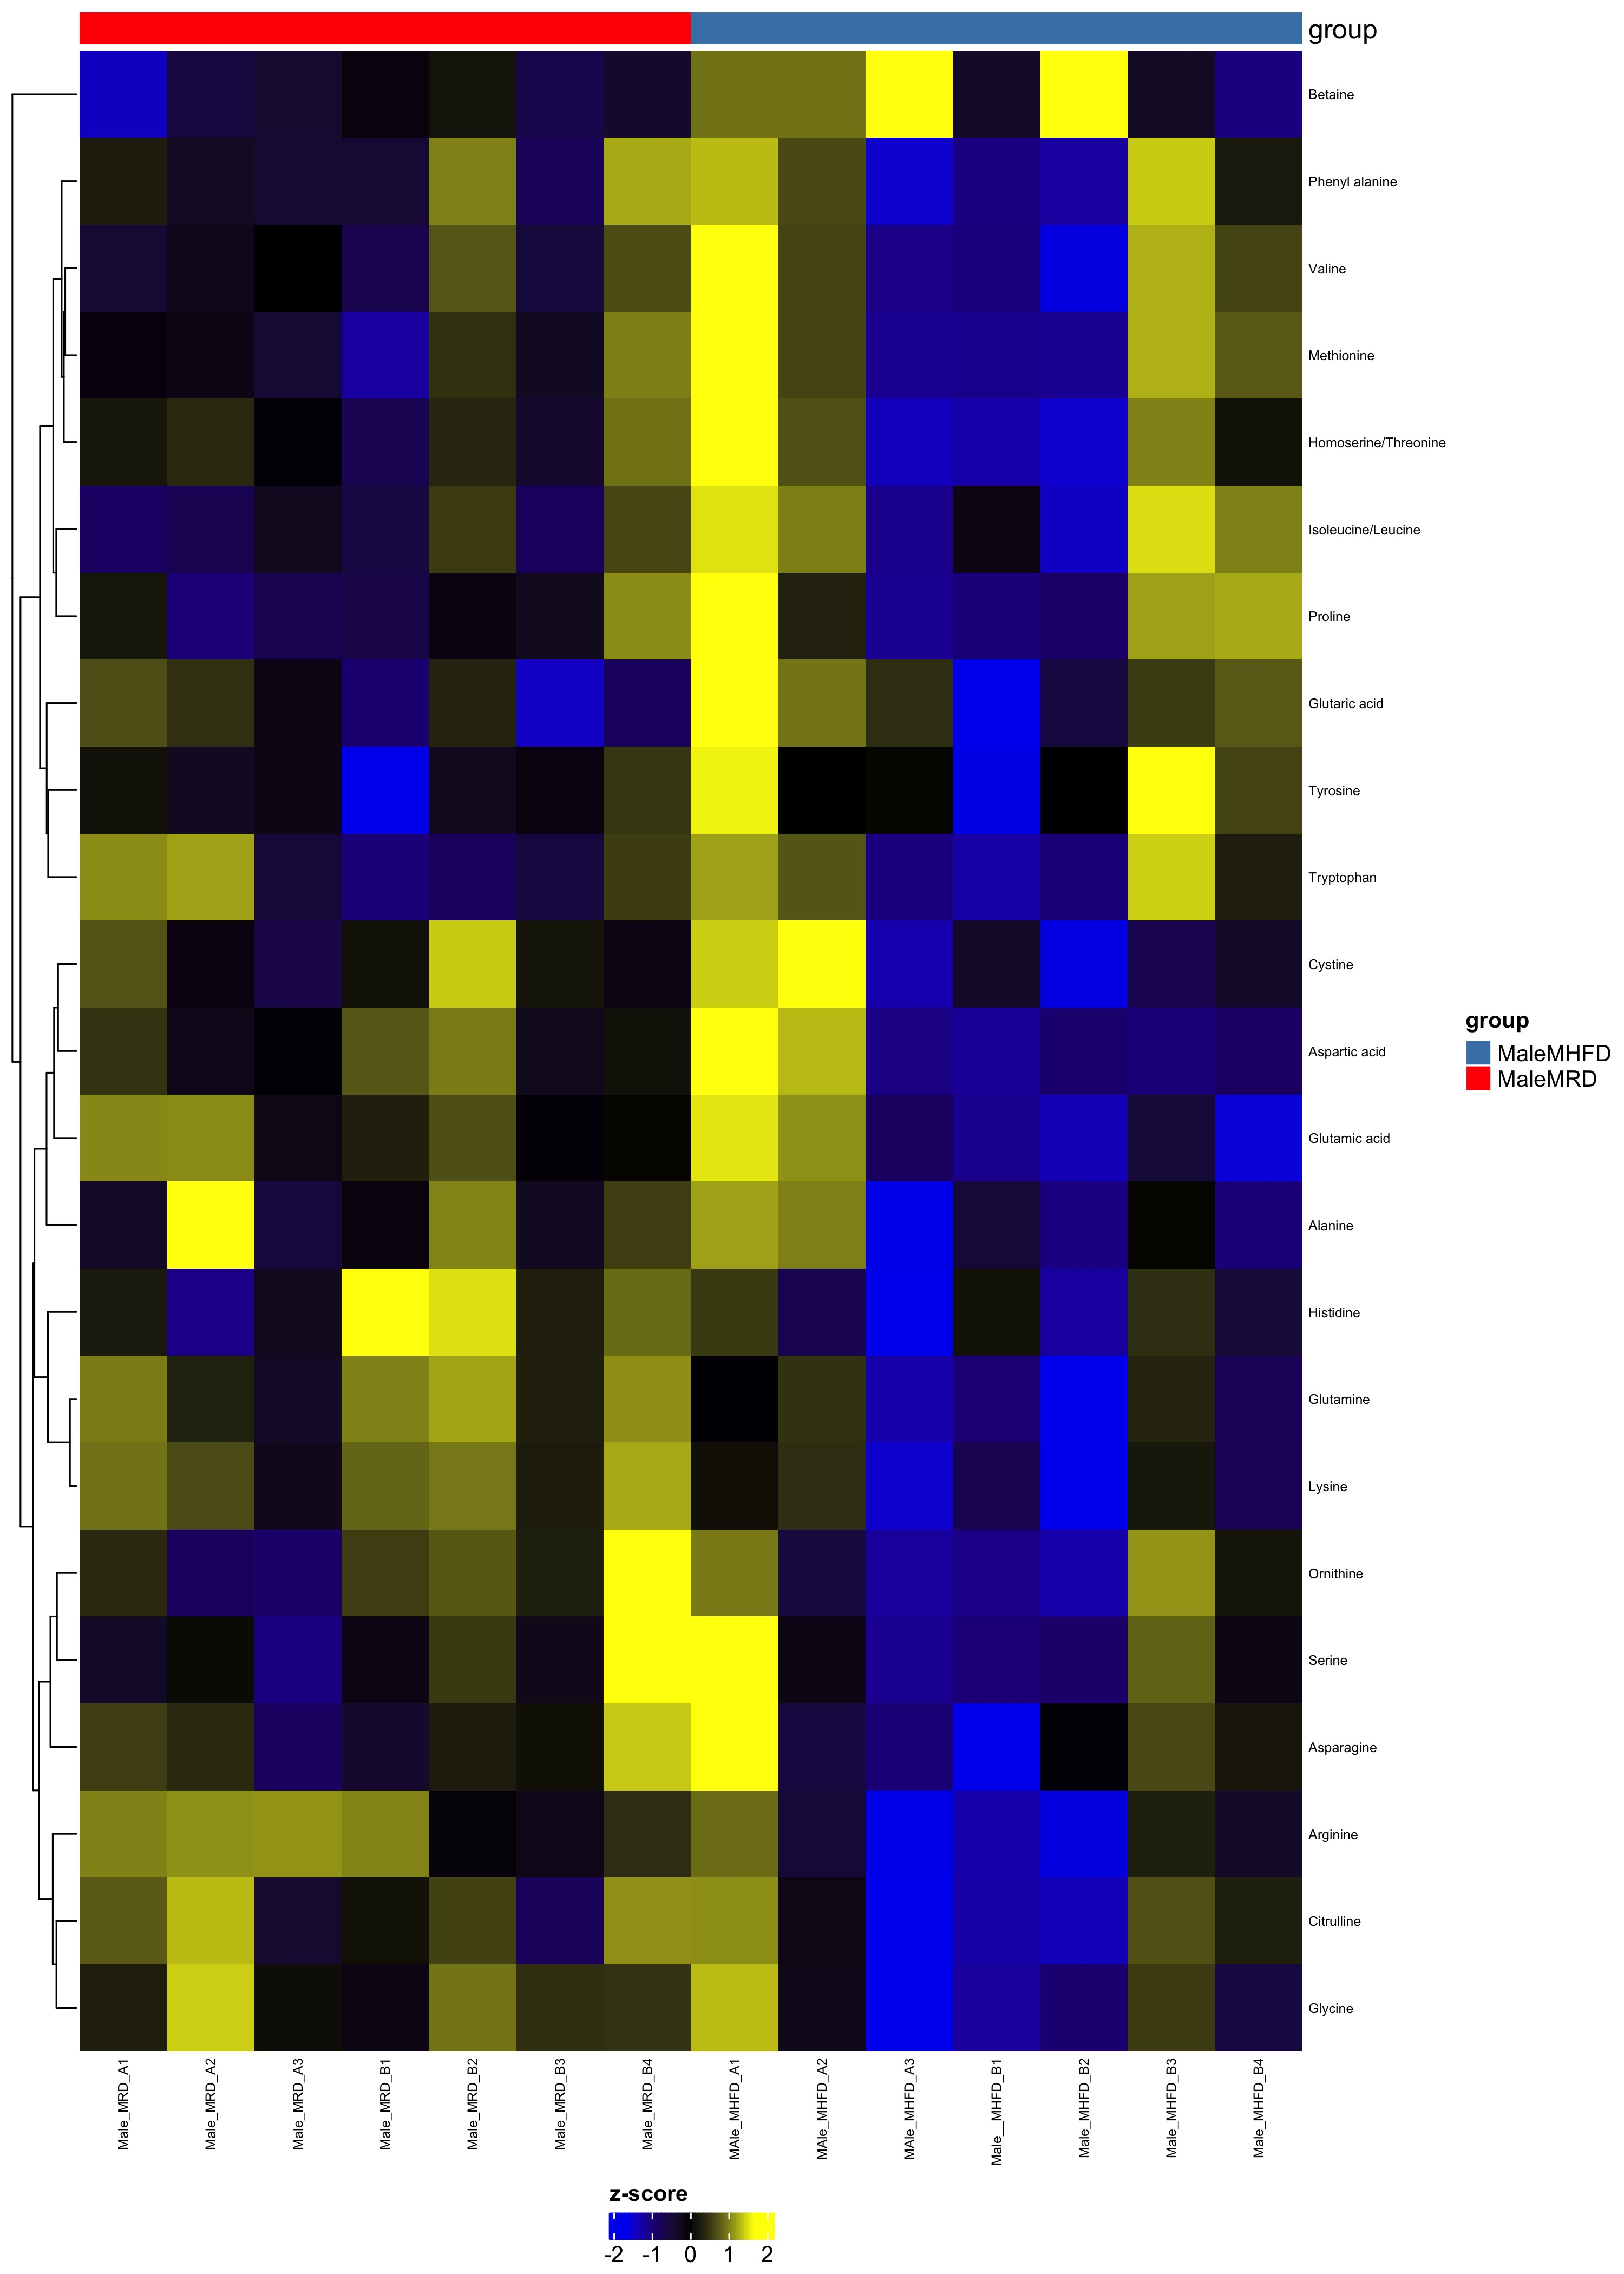 group
Betaine
Phenyl alanine
Valine
Methionine
Homoserine/Threonine
Isoleucine/Leucine
Proline
Glutaric acid
Tyrosine
Tryptophan
Cystine
Aspartic acid
Glutamic acid
Alanine
Histidine
Glutamine
Lysine
Ornithine
Serine
Asparagine
Arginine
Citrulline
Glycine
group
MaleMHFD
MaleMRD
Male_MRD_A1
Male_MRD_A2
Male_MRD_A3
Male_MRD_B1
Male_MRD_B2
Male_MRD_B3
Male_MRD_B4
MAle_MHFD_A1
MAle_MHFD_A2
MAle_MHFD_A3
Male__MHFD_B1
Male_MHFD_B2
Male_MHFD_B3
Male_MHFD_B4
z-score
-2 -1 0 1 2